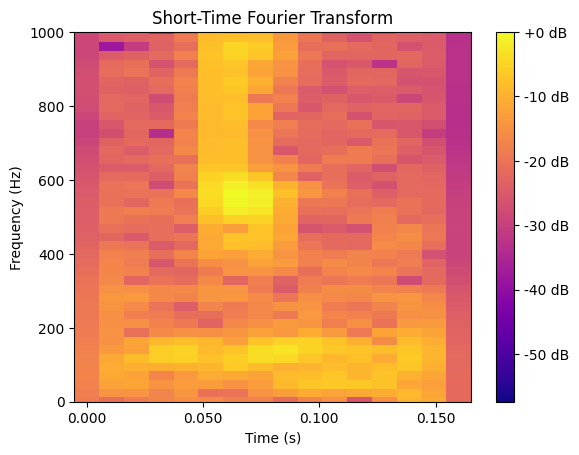 Short-Time Fourier Transform
1000
800
600
400
200
0
Frequency (Hz)
0.000
0.050
0.100
0.150
Time (s)
+0 dB
-10 dB
-20 dB
-30 dB
-40 dB
-50 dB